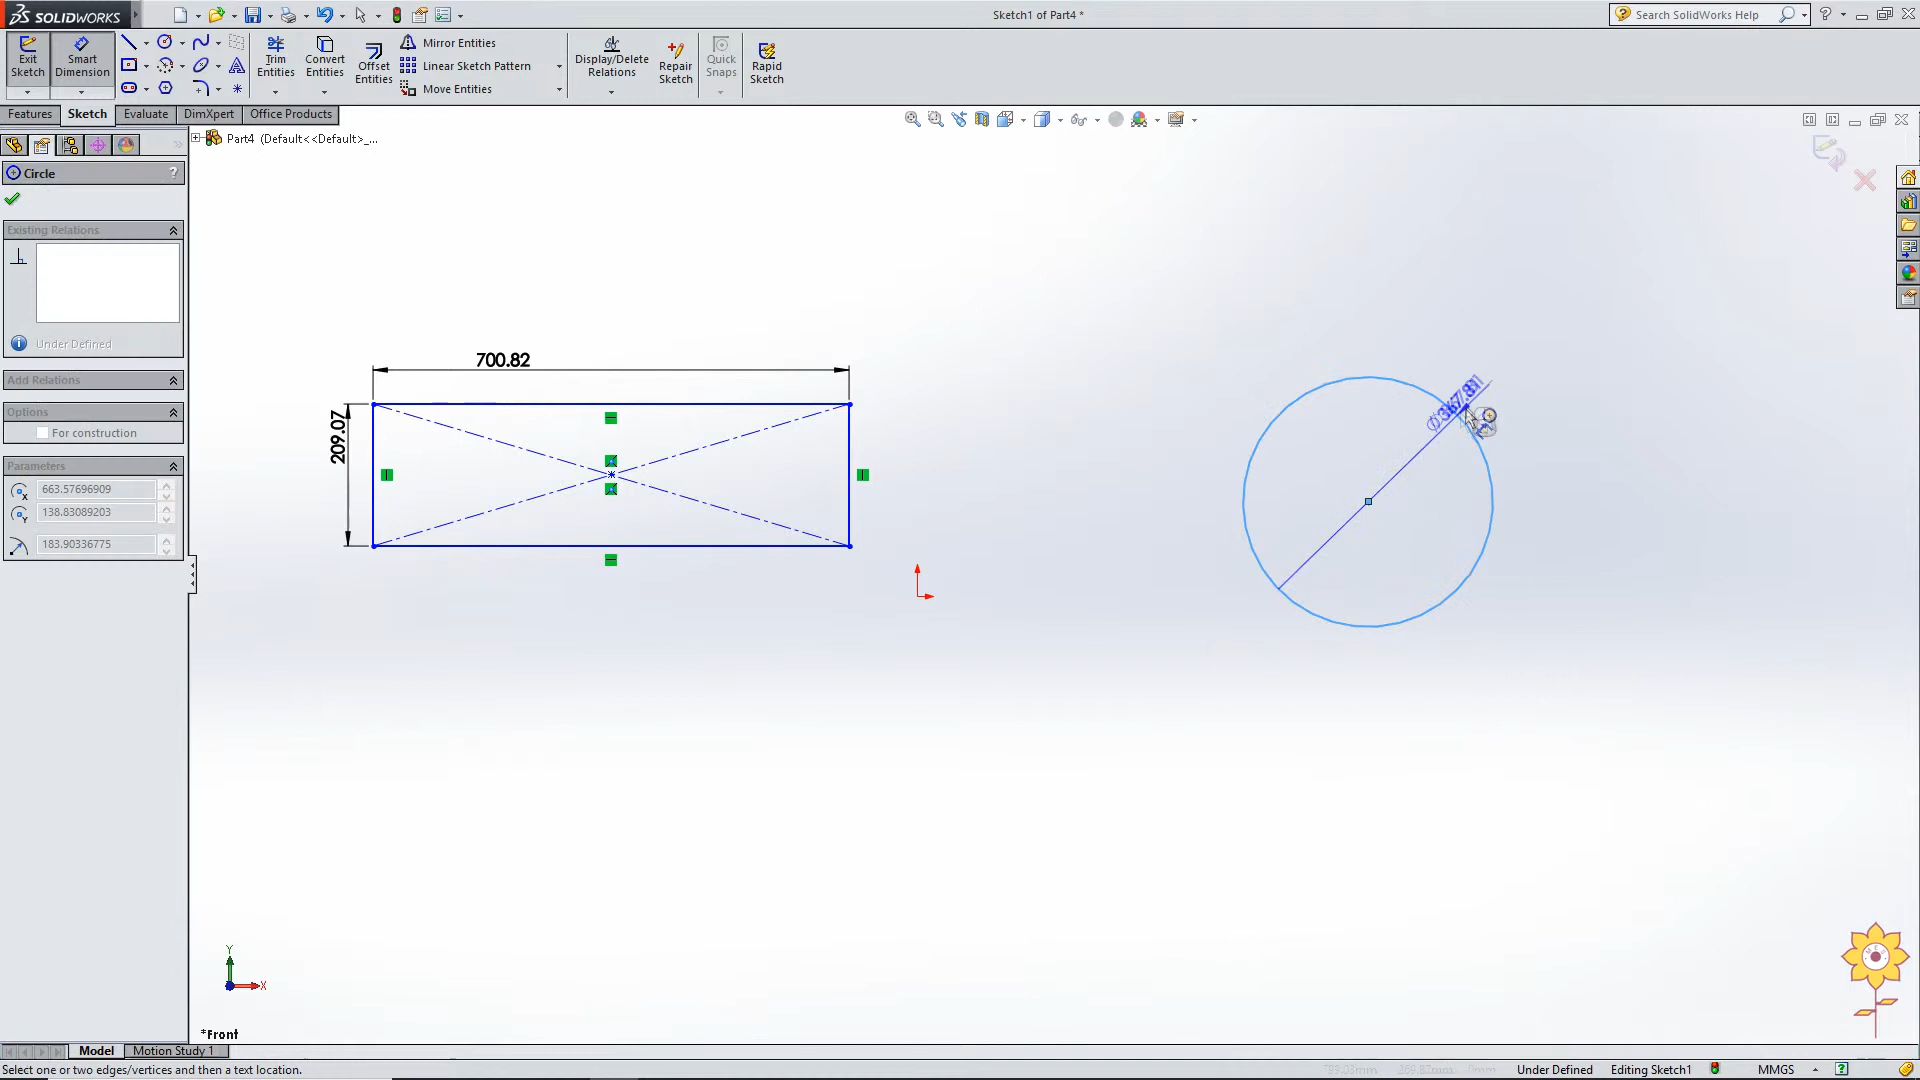 SOLIDWORKS
Sketch1 of Part4 *
Search SolidWorks Help
Exit Sketch
Smart Dimension
Trim Entities
Convert Entities
Offset Entities
Mirror Entities
Linear Sketch Pattern
Move Entities
Display/Delete Relations
Repair Sketch
Quick Snaps
Rapid Sketch
Features
Sketch
Evaluate
DimXpert
Office Products
Part4 (Default<<Default>_...
Circle
?
Existing Relations
Under Defined
Add Relations
Options
For construction
Parameters
663.57696909
138.83089203
183.90336775
700.82
209.07
Y
X
*Front
Model
Motion Study 1
Select one or two edges/vertices and then a text location.
Under Defined
Editing Sketch1
MMGS